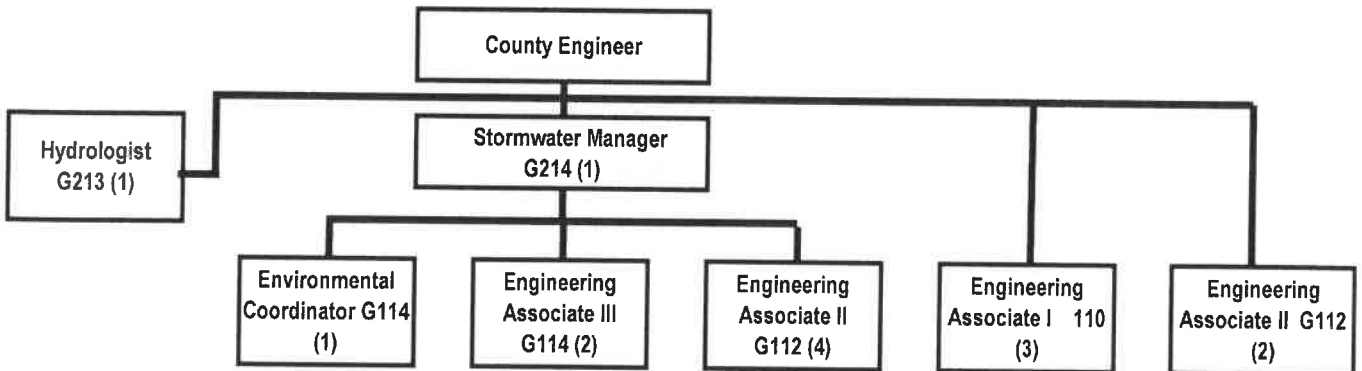 County Engineer
Hydrologist
G213 (1)
Stormwater Manager
G214 (1)
Environmental
Coordinator G114
(1)
Engineering
Associate III
G114 (2)
Engineering
Associate II
G112 (4)
Engineering
Associate I 110
(3)
Engineering
Associate II G112
(2)